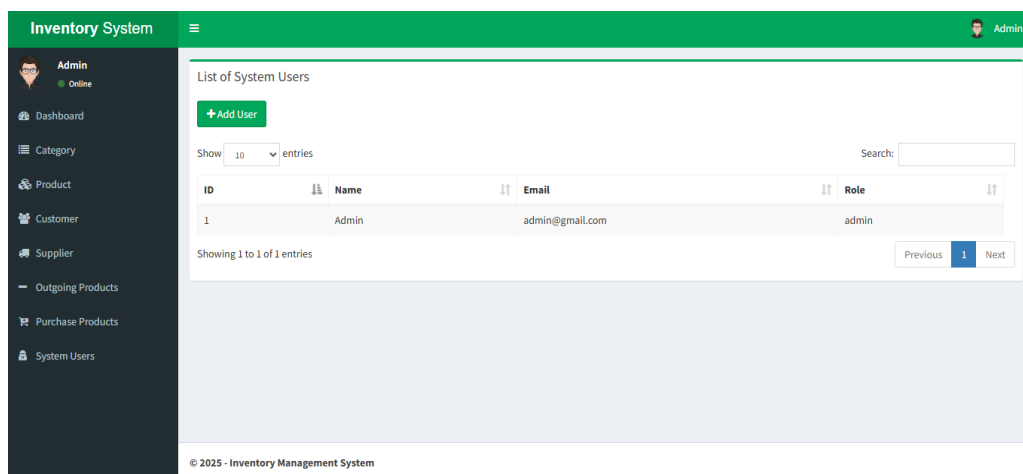 Inventory System
Admin
Admin
Online
Dashboard
Category
Product
Customer
Supplier
Outgoing Products
Purchase Products
System Users
List of System Users
+ Add User
Show 10 entries
Search:
ID Name Email Role
1 Admin admin@gmail.com admin
Showing 1 to 1 of 1 entries
Previous 1 Next
© 2025 - Inventory Management System